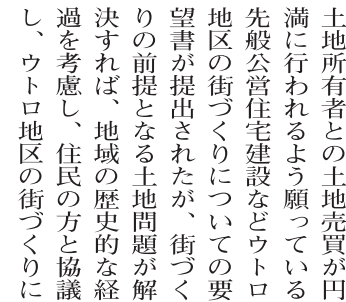 土地所有者との土地売買が円
満に行われるよう願っている
先般公営住宅建設などウトロ
地区の街づくりについての要
望書が提出されたが、街づく
りの前提となる土地問題が解
決すれば、地域の歴史的な経
過を考慮し、住民の方と協議
し、ウトロ地区の街づくりに